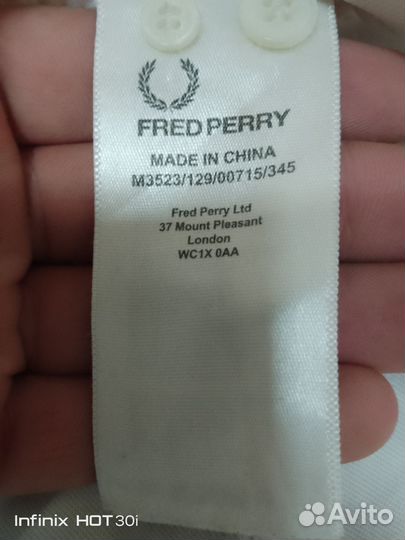 FRED PERRY
MADE IN CHINA
M3523/129/00715/345
Fred Perry Ltd
37 Mount Pleasant
London
WC1X 0AA
Infinix HOT 30i
Avito